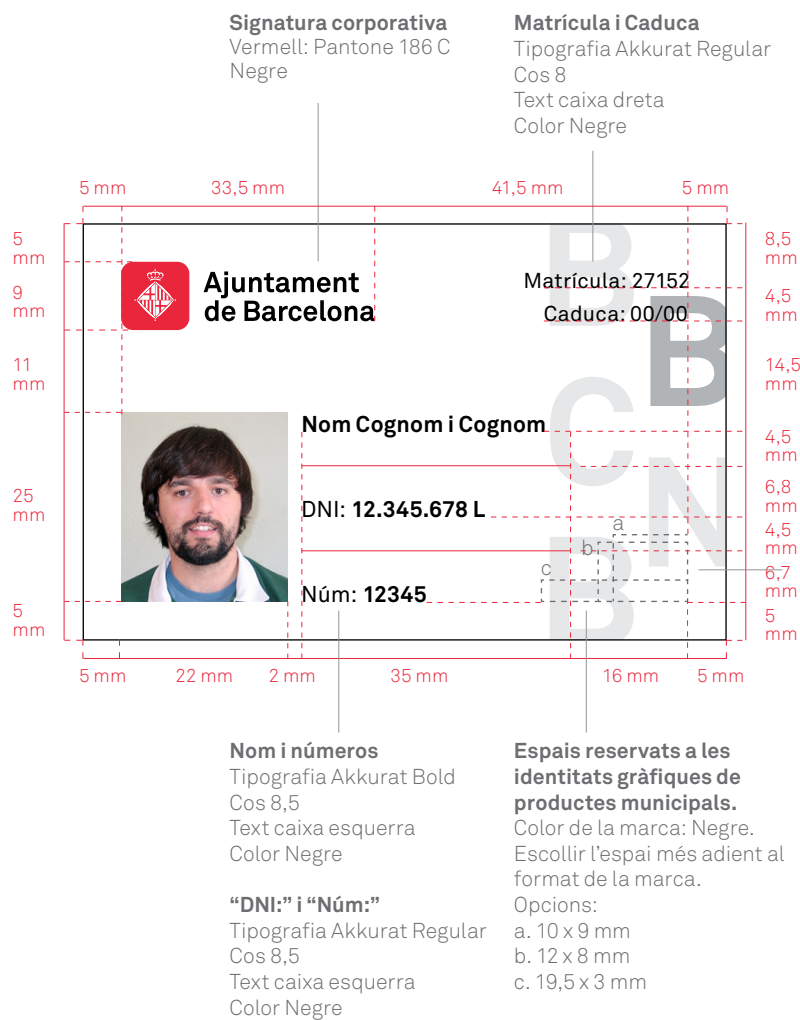 Signatura corporativa
Vermell: Pantone 186 C
Negre
Matrícula i Caduca
Tipografia Akkurat Regular
Cos 8
Text caixa dreta
Color Negre
5 mm
33,5 mm
41,5 mm
5 mm
5
mm
9
mm
11
mm
25
mm
5
mm
Ajuntament
de Barcelona
B
Matrícula: 27152
Caduca: 00/00
B
C
N
B
Nom Cognom i Cognom
DNI: 12.345.678 L
Núm: 12345
a
b
c
8,5
mm
4,5
mm
14,5
mm
4,5
mm
6,8
mm
4,5
mm
6,7
mm
5
mm
5 mm
22 mm
2 mm
35 mm
16 mm
5 mm
Nom i números
Tipografia Akkurat Bold
Cos 8,5
Text caixa esquerra
Color Negre
“DNI:” i “Núm:”
Tipografia Akkurat Regular
Cos 8,5
Text caixa esquerra
Color Negre
Espais reservats a les
identitats gràfiques de
productes municipals.
Color de la marca: Negre.
Escollir l’espai més adient al
format de la marca.
Opcions:
a. 10 x 9 mm
b. 12 x 8 mm
c. 19,5 x 3 mm